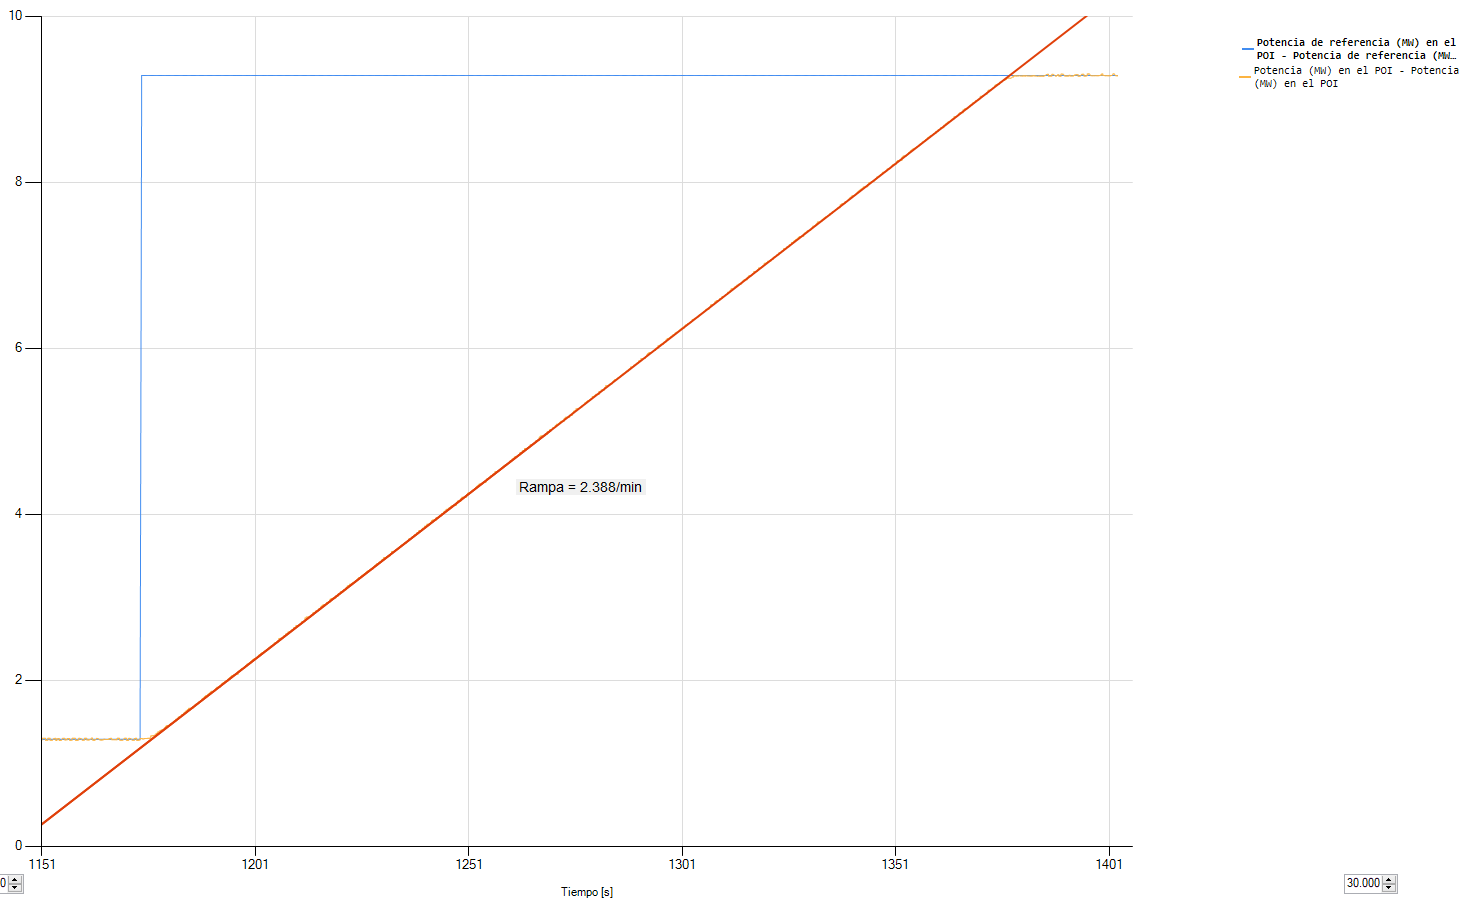 10
Potencia de referencia (MW) en el
POI - Potencia de referencia (MW…
Potencia (MW) en el POI - Potencia
(MW) en el POI
8
6
4
Rampa = 2.388/min
2
0
1151 1201 1251 1301 1351 1401
0
30.000
Tiempo [s]